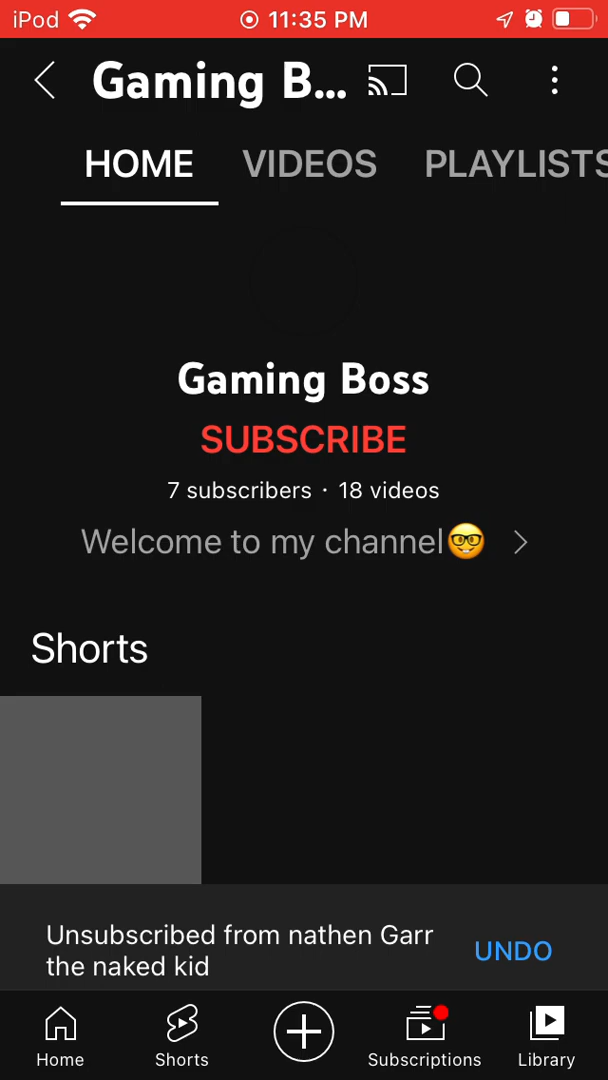 iPod 11:35 PM
Gaming B...
HOME VIDEOS PLAYLISTS
Gaming Boss
SUBSCRIBE
7 subscribers · 18 videos
Welcome to my channel🤓
Shorts
Unsubscribed from nathen Garr
the naked kid
UNDO
Home Shorts Subscriptions Library